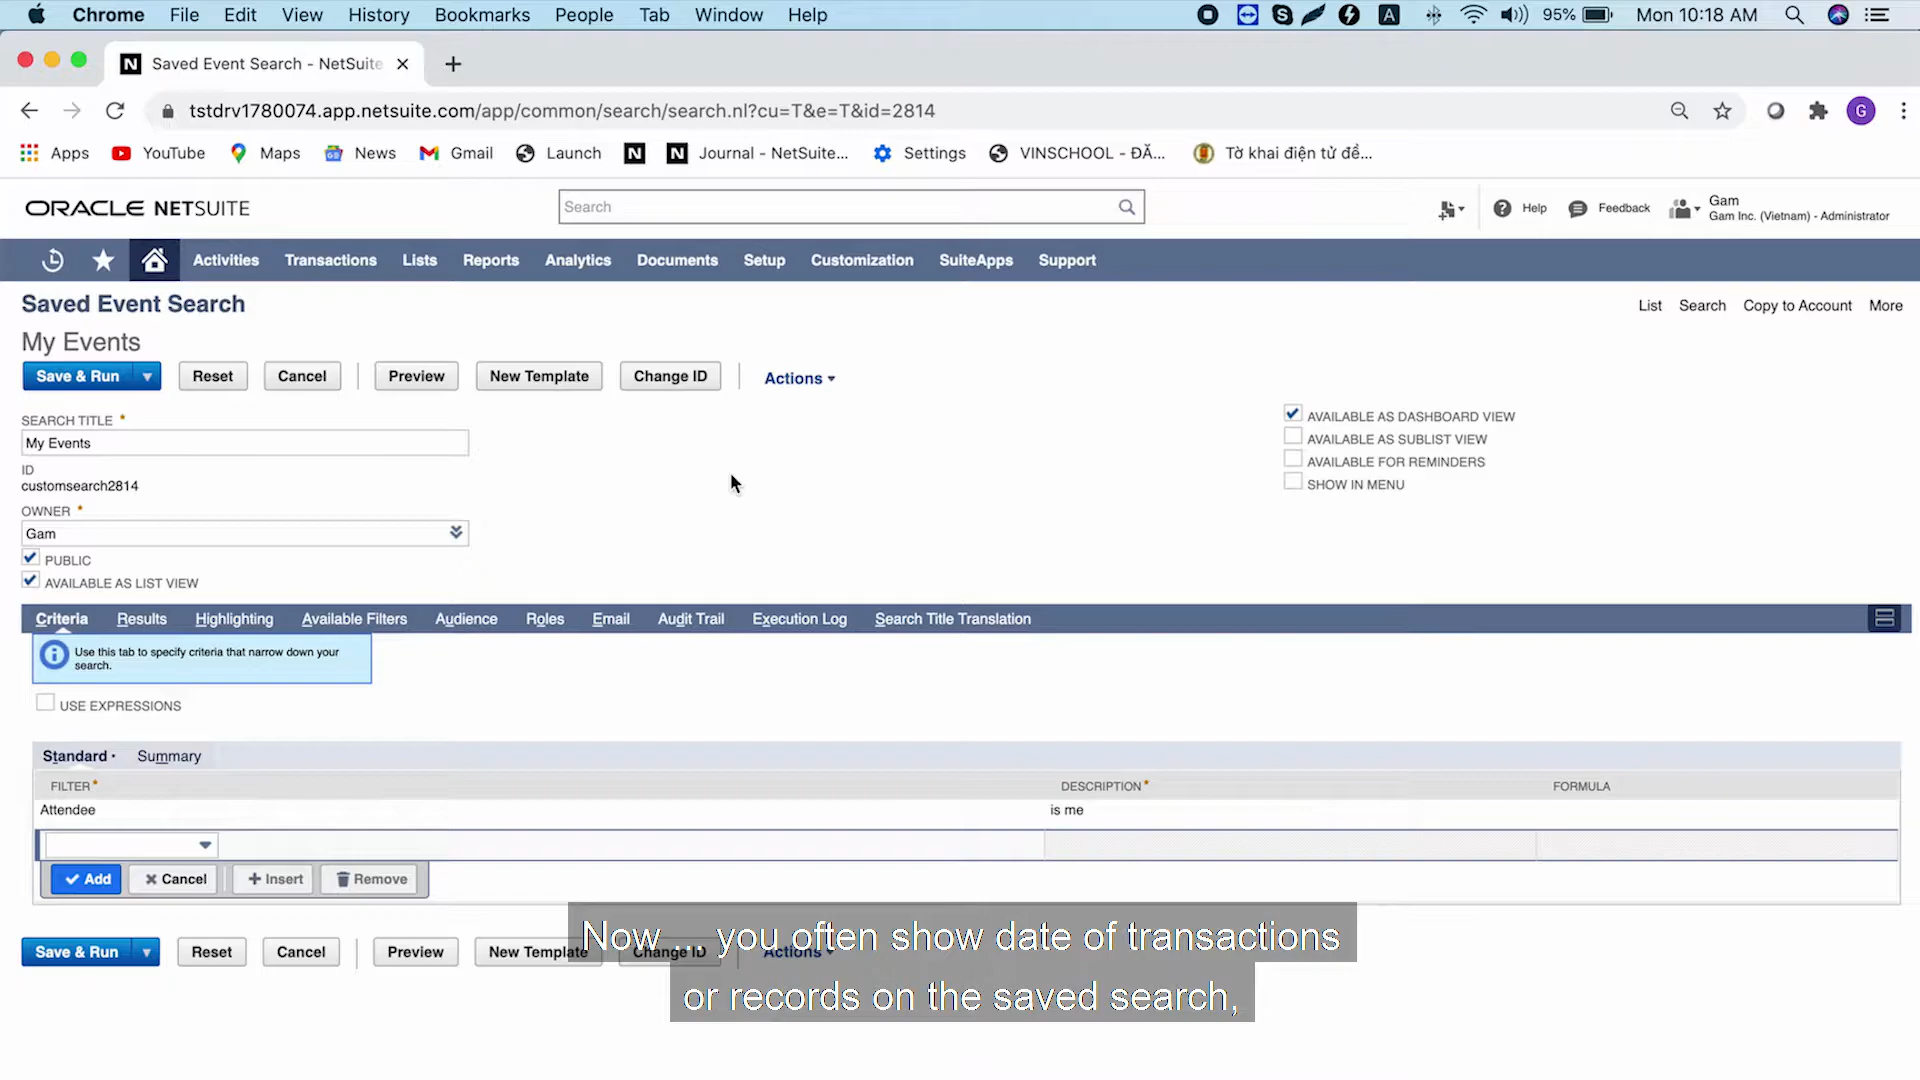 Chrome File Edit View History Bookmarks People Tab Window Help A 95% Mon 10:18 AM
N Saved Event Search - NetSuite
tstdrv1780074.app.netsuite.com/app/common/search/search.nl?cu=T&e=T&id=2814 G
Apps YouTube Maps News Gmail Launch N N Journal - NetSuite... Settings VINSCHOOL - ĐĂ... Tờ khai điện tử đề...
ORACLE NETSUITE Search Help Feedback Gam
Gam Inc. (Vietnam) - Administrator
Activities Transactions Lists Reports Analytics Documents Setup Customization SuiteApps Support
Saved Event Search List Search Copy to Account More
My Events
Save & Run Reset Cancel Preview New Template Change ID Actions
SEARCH TITLE *
My Events
ID
customsearch2814
OWNER *
Gam
PUBLIC
AVAILABLE AS LIST VIEW
AVAILABLE AS DASHBOARD VIEW
AVAILABLE AS SUBLIST VIEW
AVAILABLE FOR REMINDERS
SHOW IN MENU
Criteria Results Highlighting Available Filters Audience Roles Email Audit Trail Execution Log Search Title Translation
Use this tab to specify criteria that narrow down your
search.
USE EXPRESSIONS
Standard • Summary
FILTER * DESCRIPTION * FORMULA
Attendee is me
Add Cancel Insert Remove
Save & Run Reset Cancel Preview New Template Change ID Actions
Now ... you often show date of transactions
or records on the saved search,